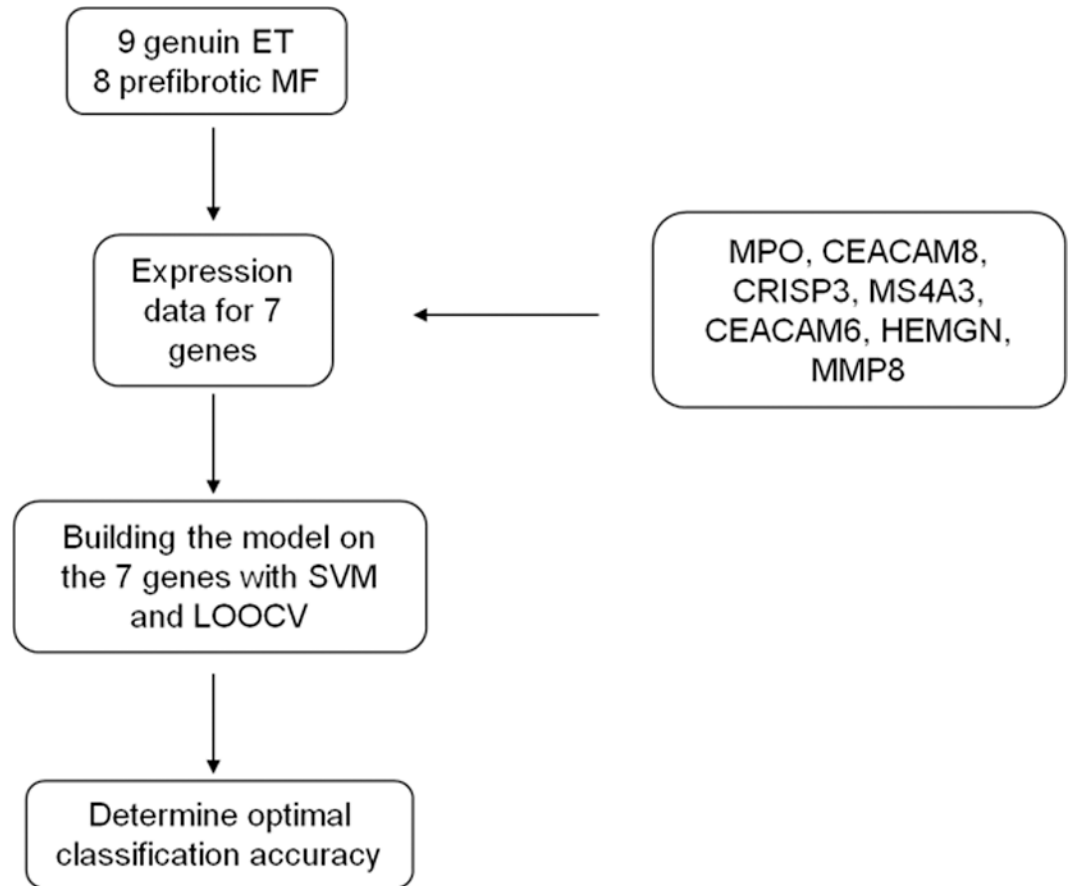 9 genuin ET
8 prefibrotic MF
Expression
data for 7
genes
MPO, CEACAM8,
CRISP3, MS4A3,
CEACAM6, HEMGN,
MMP8
Building the model on
the 7 genes with SVM
and LOOCV
Determine optimal
classification accuracy